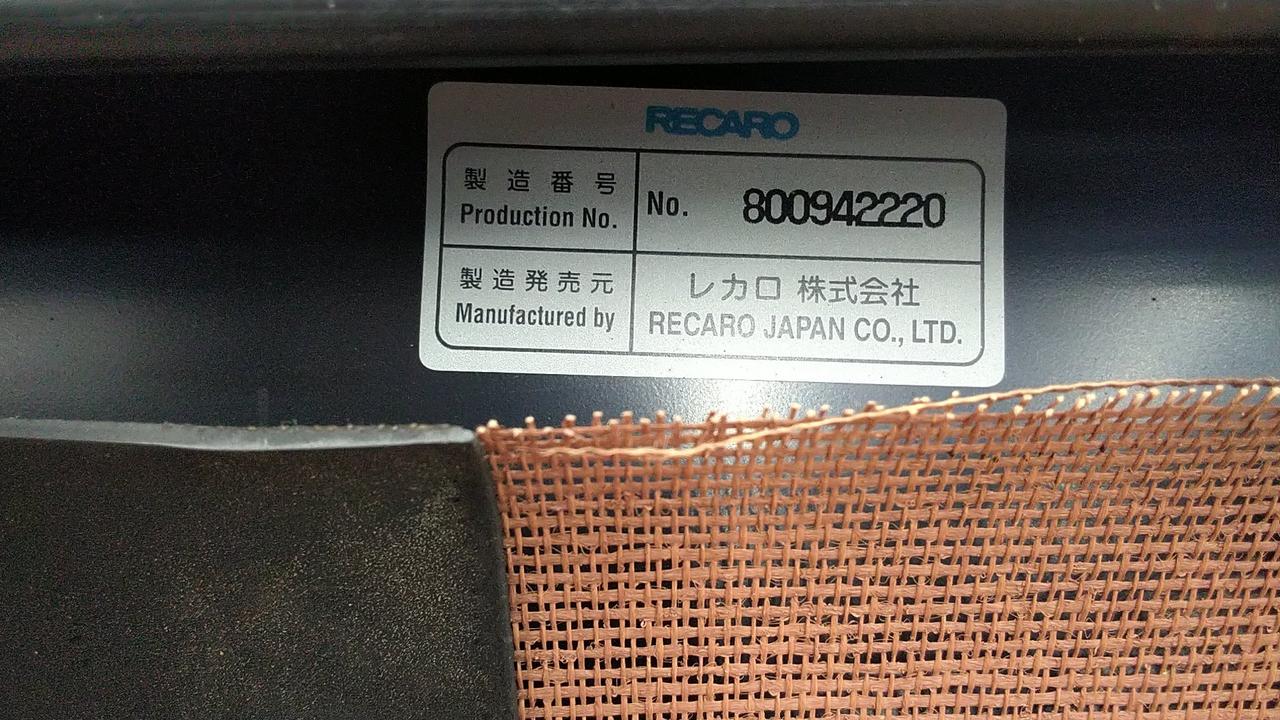 RECARO
製造番号
Production No.
No. 800942220
製造発売元
Manufactured by
レカロ 株式会社
RECARO JAPAN CO., LTD.